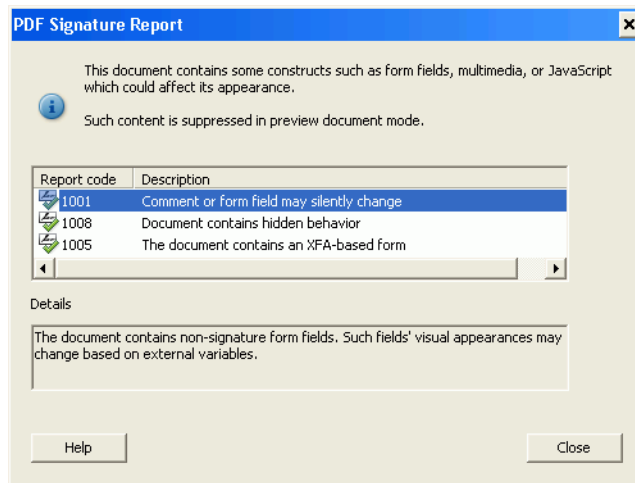 PDF Signature Report
This document contains some constructs such as form fields, multimedia, or JavaScript
which could affect its appearance.
Such content is suppressed in preview document mode.
Report code Description
1001 Comment or form field may silently change
1008 Document contains hidden behavior
1005 The document contains an XFA-based form
Details
The document contains non-signature form fields. Such fields' visual appearances may
change based on external variables.
Help Close